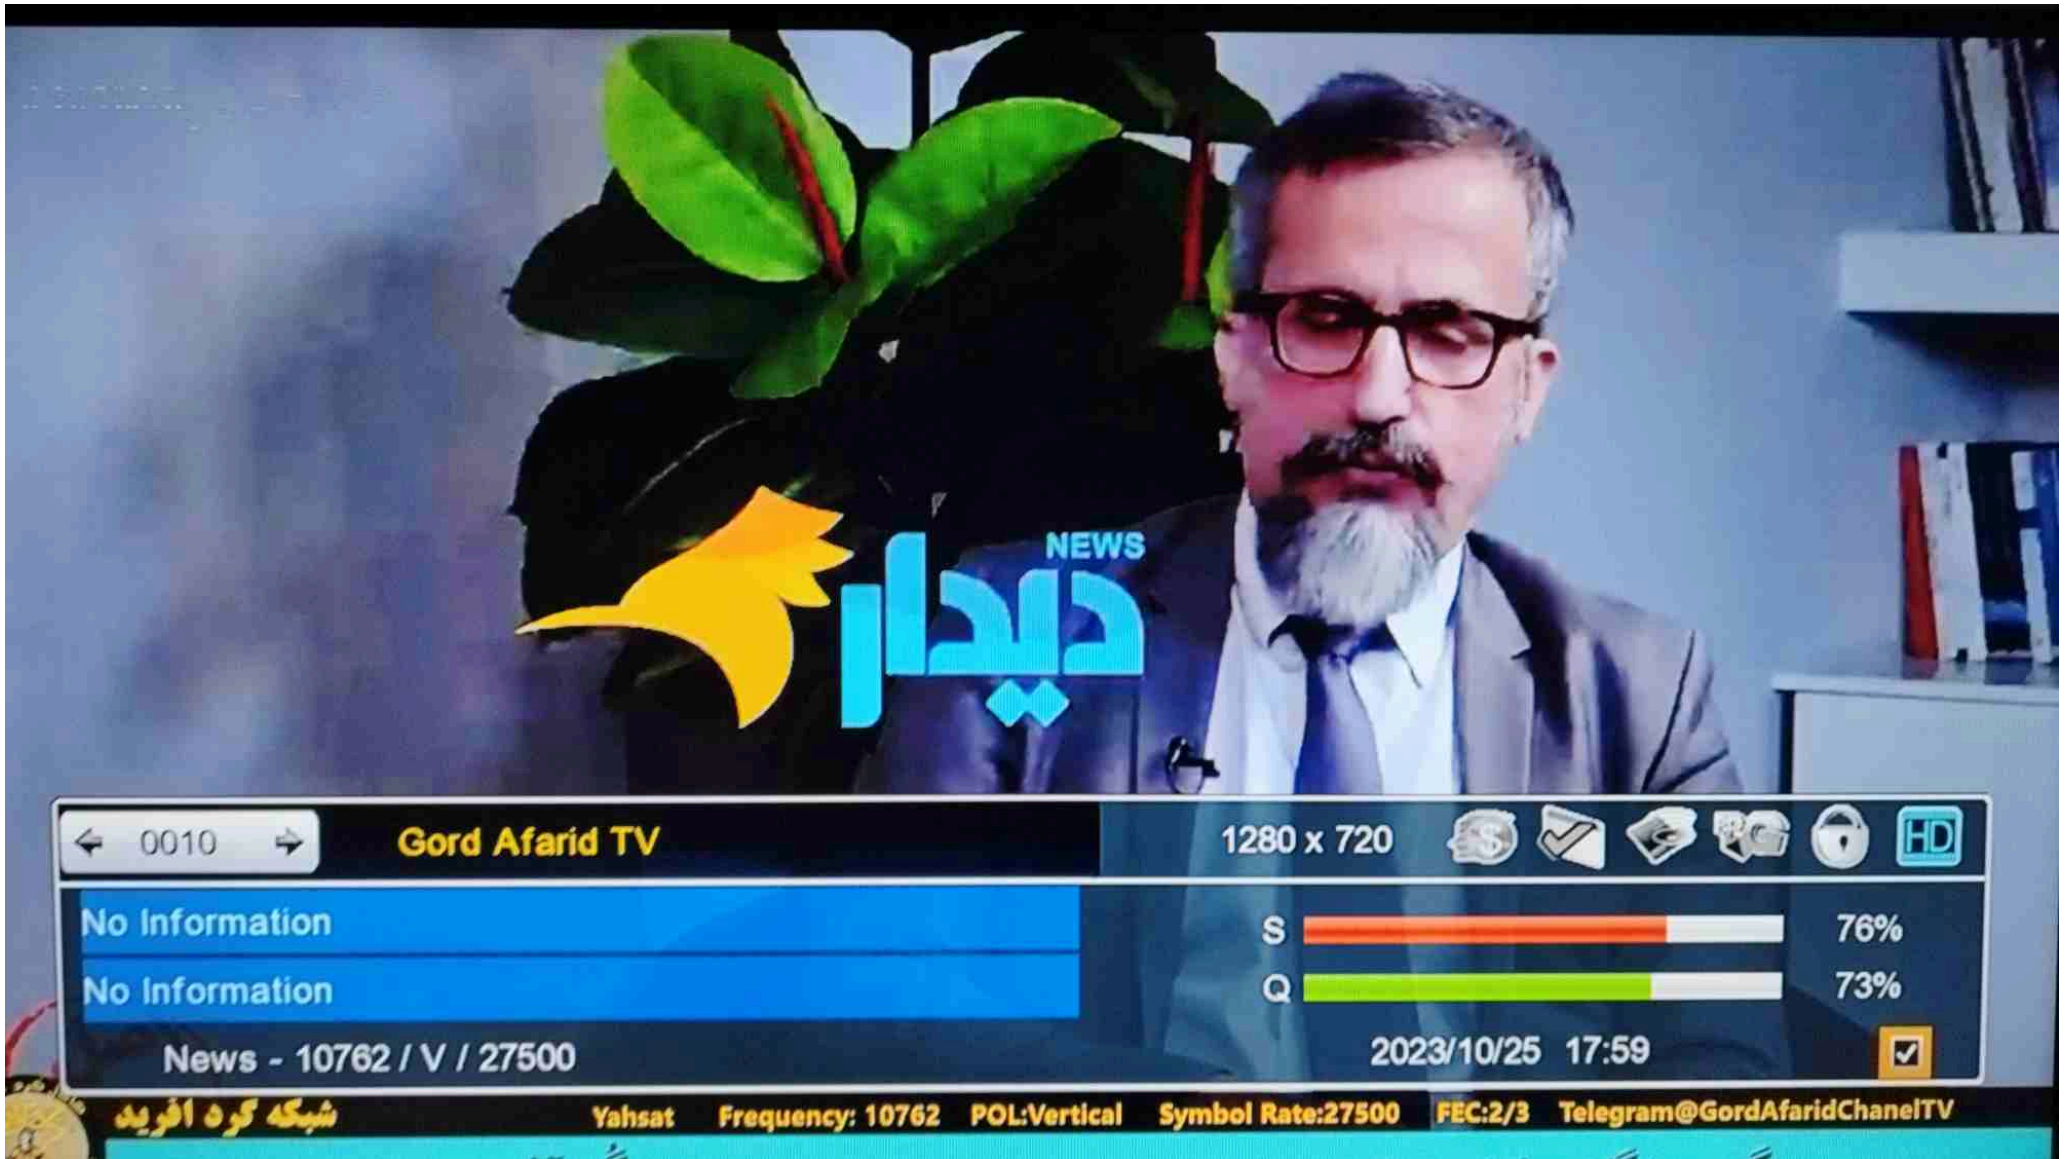 NEWS
دیدار
0010
Gord Afarid TV
1280 x 720
HD
No Information
S 76%
No Information
Q 73%
News - 10762 / V / 27500
2023/10/25 17:59
شبکه گرد آفرید
Yahsat Frequency: 10762 POL:Vertical Symbol Rate:27500 FEC:2/3 Telegram@GordAfaridChanelTV